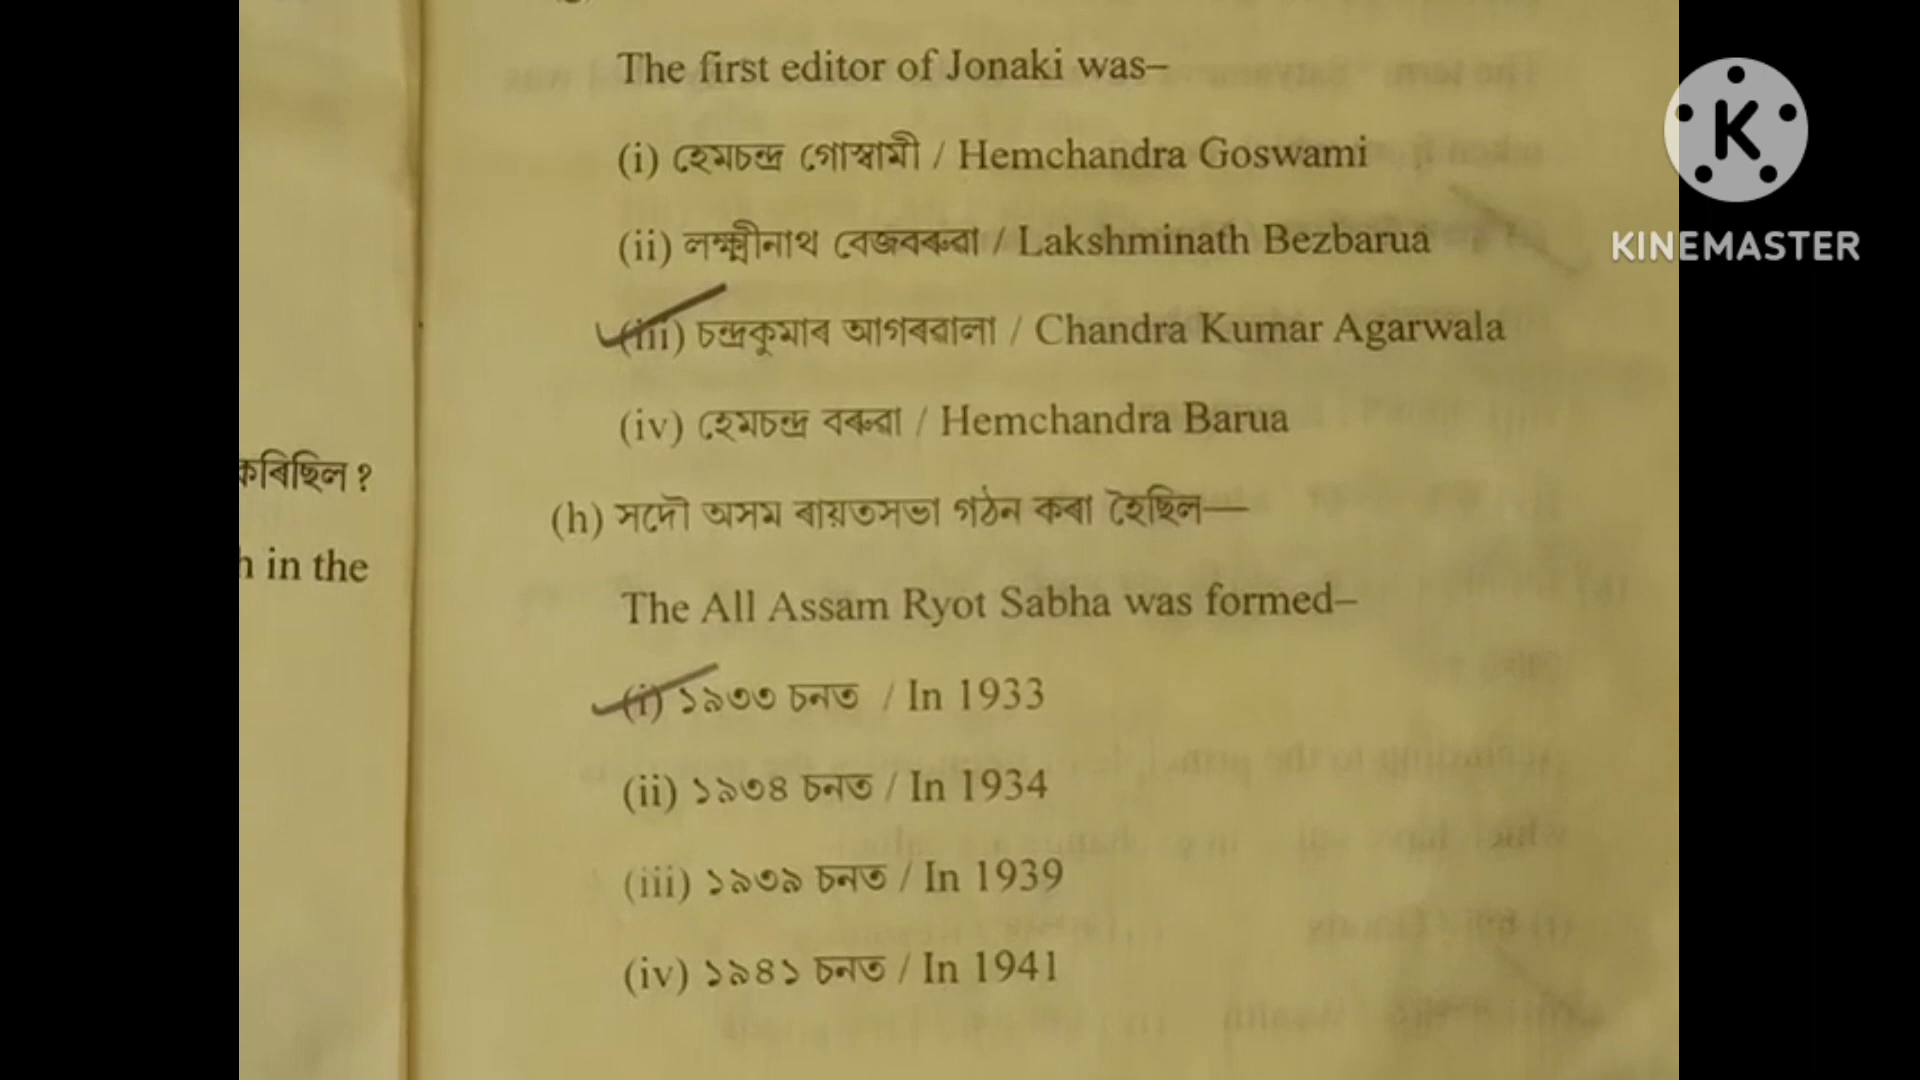 The first editor of Jonaki was–
(i) হেমচন্দ্ৰ গোস্বামী / Hemchandra Goswami
(ii) লক্ষ্মীনাথ বেজবৰুৱা / Lakshminath Bezbarua
(iii) চন্দ্ৰকুমাৰ আগৰৱালা / Chandra Kumar Agarwala
(iv) হেমচন্দ্ৰ বৰুৱা / Hemchandra Barua
কৰিছিল ?
(h) সদৌ অসম ৰায়তসভা গঠন কৰা হৈছিল—
in the
The All Assam Ryot Sabha was formed–
(i) ১৯৩৩ চনত / In 1933
(ii) ১৯৩৪ চনত / In 1934
(iii) ১৯৩৯ চনত / In 1939
(iv) ১৯৪১ চনত / In 1941
K
KINEMASTER